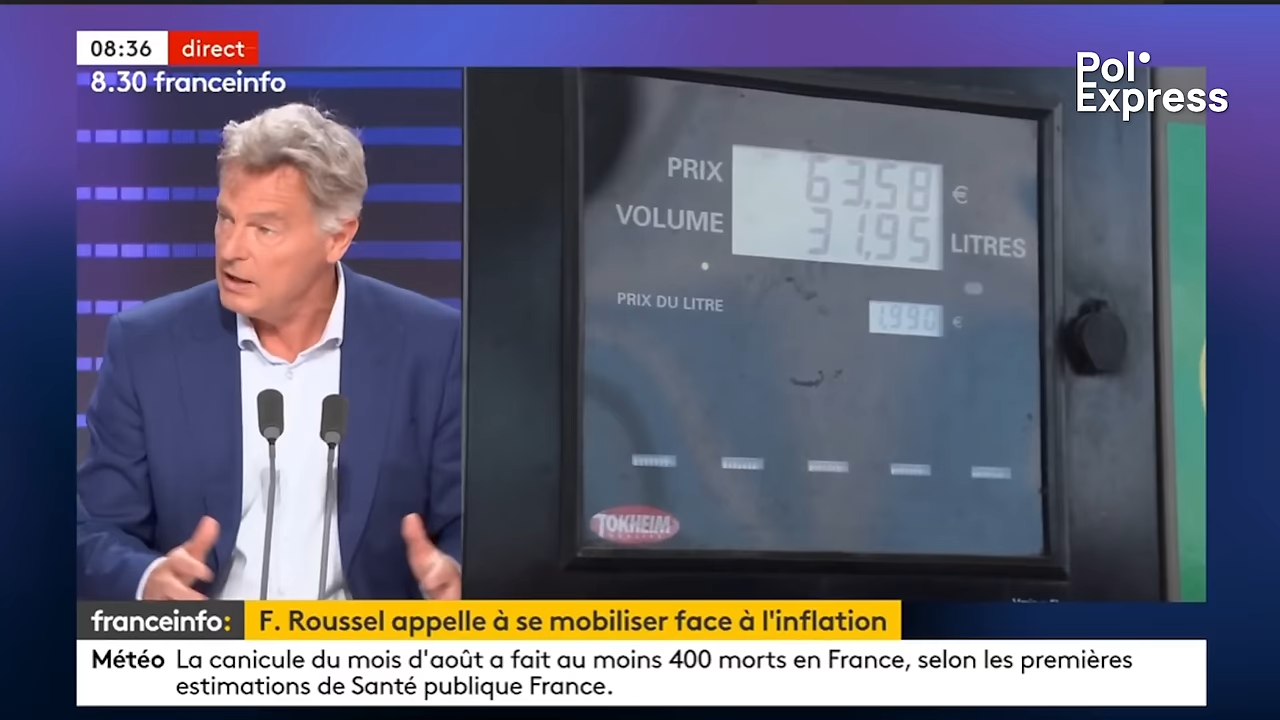 08:36 direct
8.30 franceinfo
Pol
Express
PRIX 63,58 €
VOLUME 31,95 LITRES
PRIX DU LITRE 1,990 €
TOKHEIM
franceinfo: F. Roussel appelle à se mobiliser face à l'inflation
Météo La canicule du mois d'août a fait au moins 400 morts en France, selon les premières
estimations de Santé publique France.